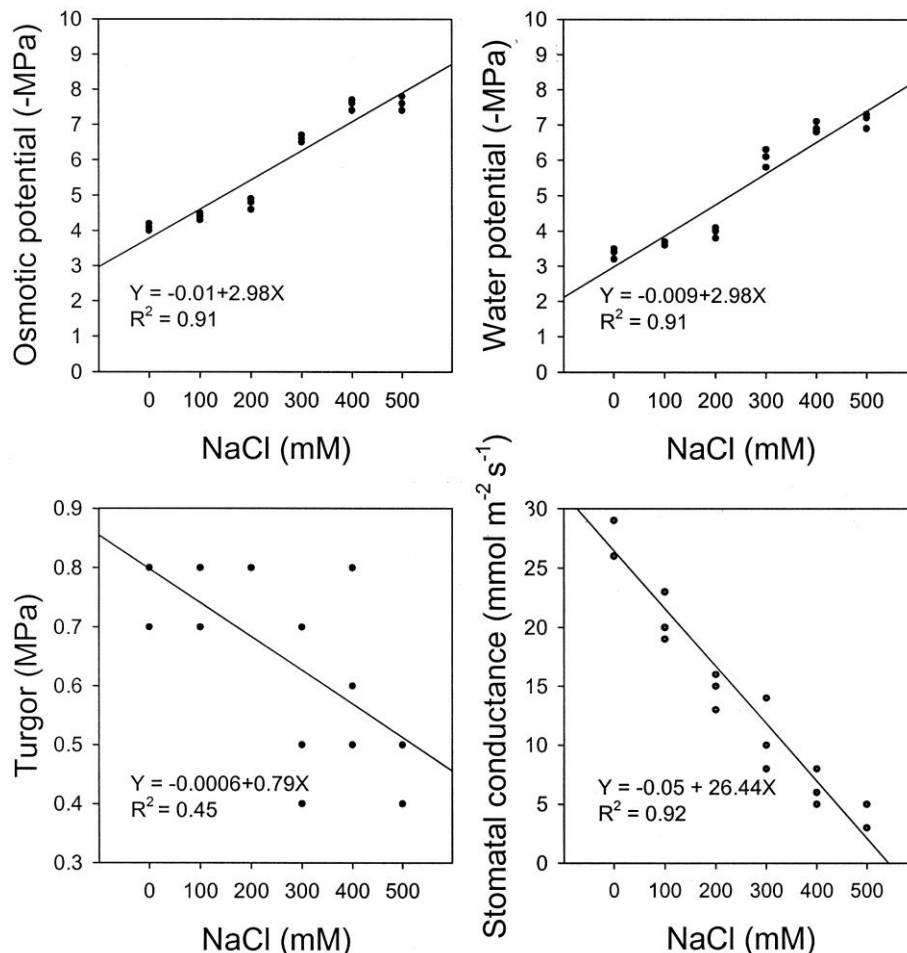 Osmotic potential (-MPa)
10
9
8
7
6
5
4
3
2
1
0
Y = -0.01+2.98X
R² = 0.91
0 100 200 300 400 500
NaCl (mM)
Water potential (-MPa)
10
9
8
7
6
5
4
3
2
1
0
Y = -0.009+2.98X
R² = 0.91
0 100 200 300 400 500
NaCl (mM)
Turgor (MPa)
0.9
0.8
0.7
0.6
0.5
0.4
0.3
Y = -0.0006+0.79X
R² = 0.45
0 100 200 300 400 500
NaCl (mM)
Stomatal conductance (mmol m⁻² s⁻¹)
30
25
20
15
10
5
0
Y = -0.05 + 26.44X
R² = 0.92
0 100 200 300 400 500
NaCl (mM)